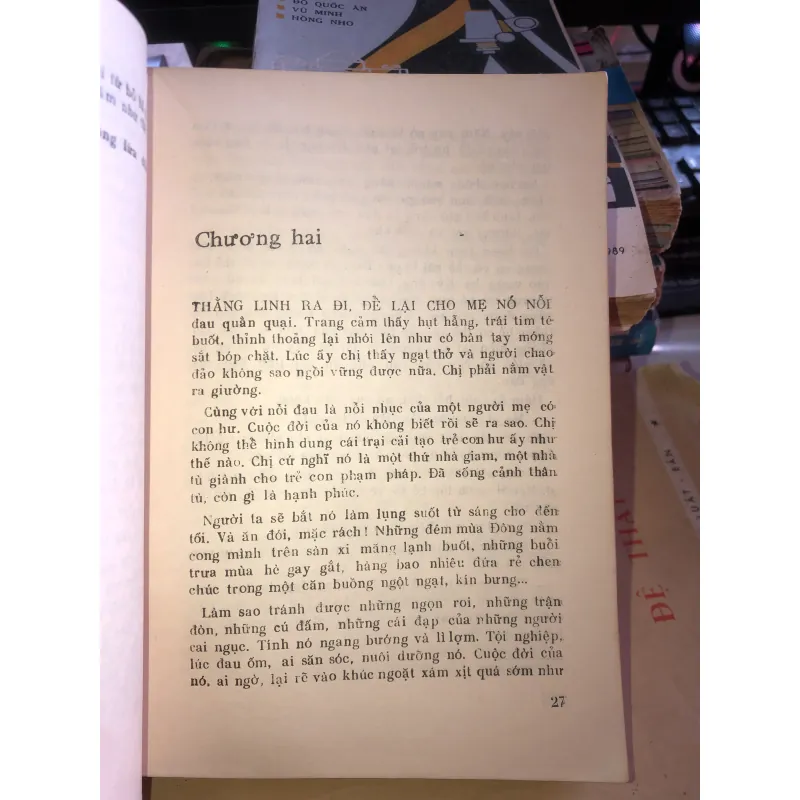 ĐỖ QUỐC ÂN
VŨ MINH
HỒNG NHO
1989
Chương hai
THẰNG LINH RA ĐI, ĐỂ LẠI CHO MẸ NÓ NỖI
đau quằn quại. Trang cảm thấy hụt hẫng, trái tim tê
buốt, thỉnh thoảng lại nhói lên như có bàn tay móng
sắt bóp chặt. Lúc ấy chị thấy ngạt thở và người chao
đảo không sao ngồi vững được nữa. Chị phải nằm vật
ra giường.
Cùng với nỗi đau là nỗi nhục của một người mẹ có
con hư. Cuộc đời của nó không biết rồi sẽ ra sao. Chị
không thể hình dung cái trại cải tạo trẻ con hư ấy như
thế nào. Chị cứ nghĩ nó là một thứ nhà giam, một nhà
tù giành cho trẻ con phạm pháp. Đã sống cảnh thân
tù, còn gì là hạnh phúc.
Người ta sẽ bắt nó làm lụng suốt từ sáng cho đến
tối. Và ăn đói, mặc rách! Những đêm mùa Đông nằm
cong mình trên sàn xi măng lạnh buốt, những buổi
trưa mùa hè gay gắt, hàng bao nhiêu đứa rẻ chen
chúc trong một căn buồng ngột ngạt, kín bưng...
Làm sao tránh được những ngọn roi, những trận
đòn, những cú đấm, những cái đạp của những người
cai ngục. Tính nó ngang bướng và lì lợm. Tội nghiệp,
lúc đau ốm, ai săn sóc, nuôi dưỡng nó. Cuộc đời của
nó, ai ngờ, lại rẽ vào khúc ngoặt xám xịt quá sớm như
27
XUẤT - BẢN